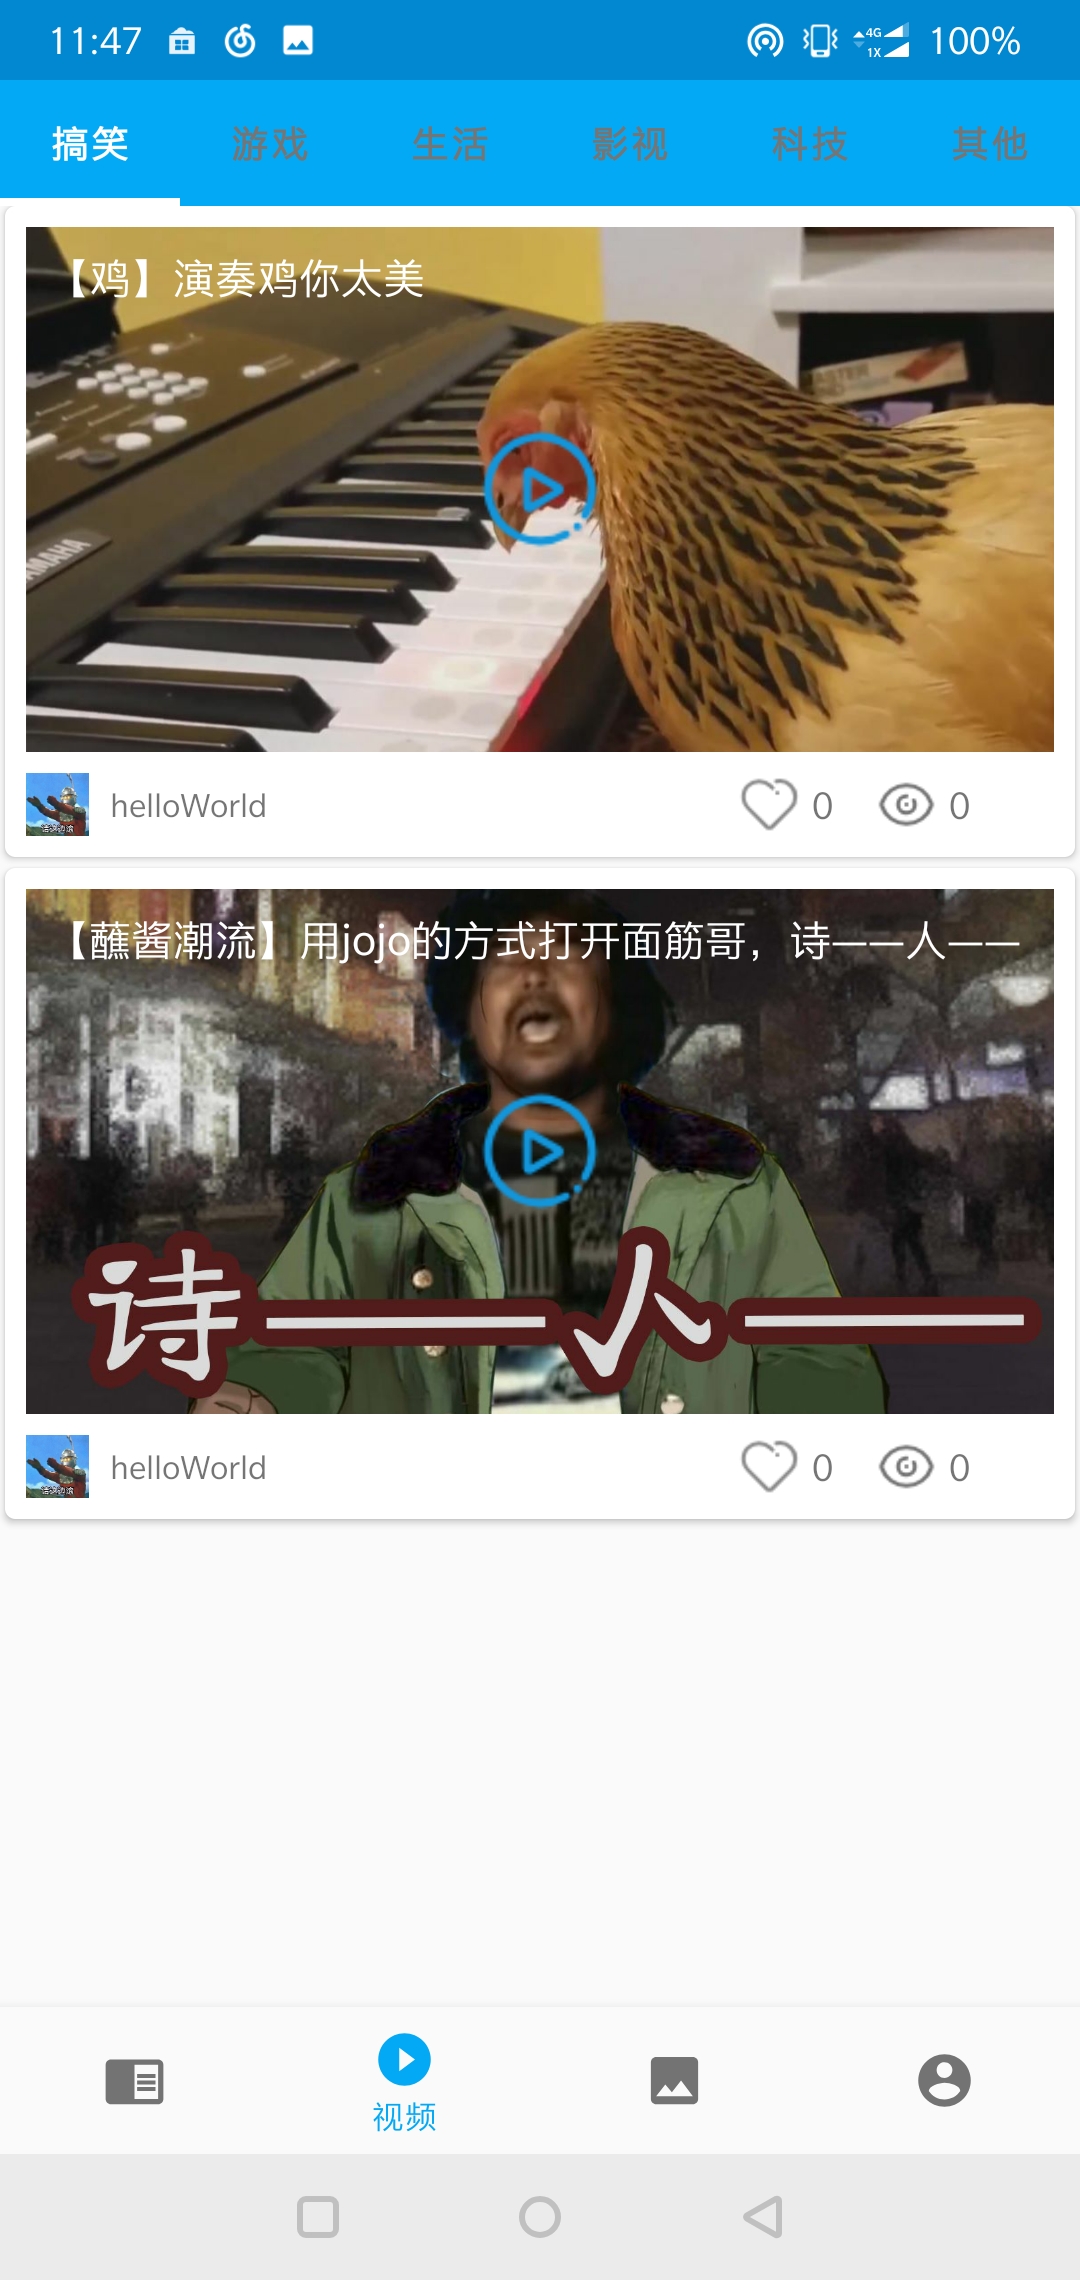 11:47
4G
1X
100%
搞笑 游戏 生活 影视 科技 其他
【鸡】演奏鸡你太美
YAMAHA
helloWorld 0 0
【蘸酱潮流】用jojo的方式打开面筋哥，诗——人——
诗——人——
helloWorld 0 0
视频